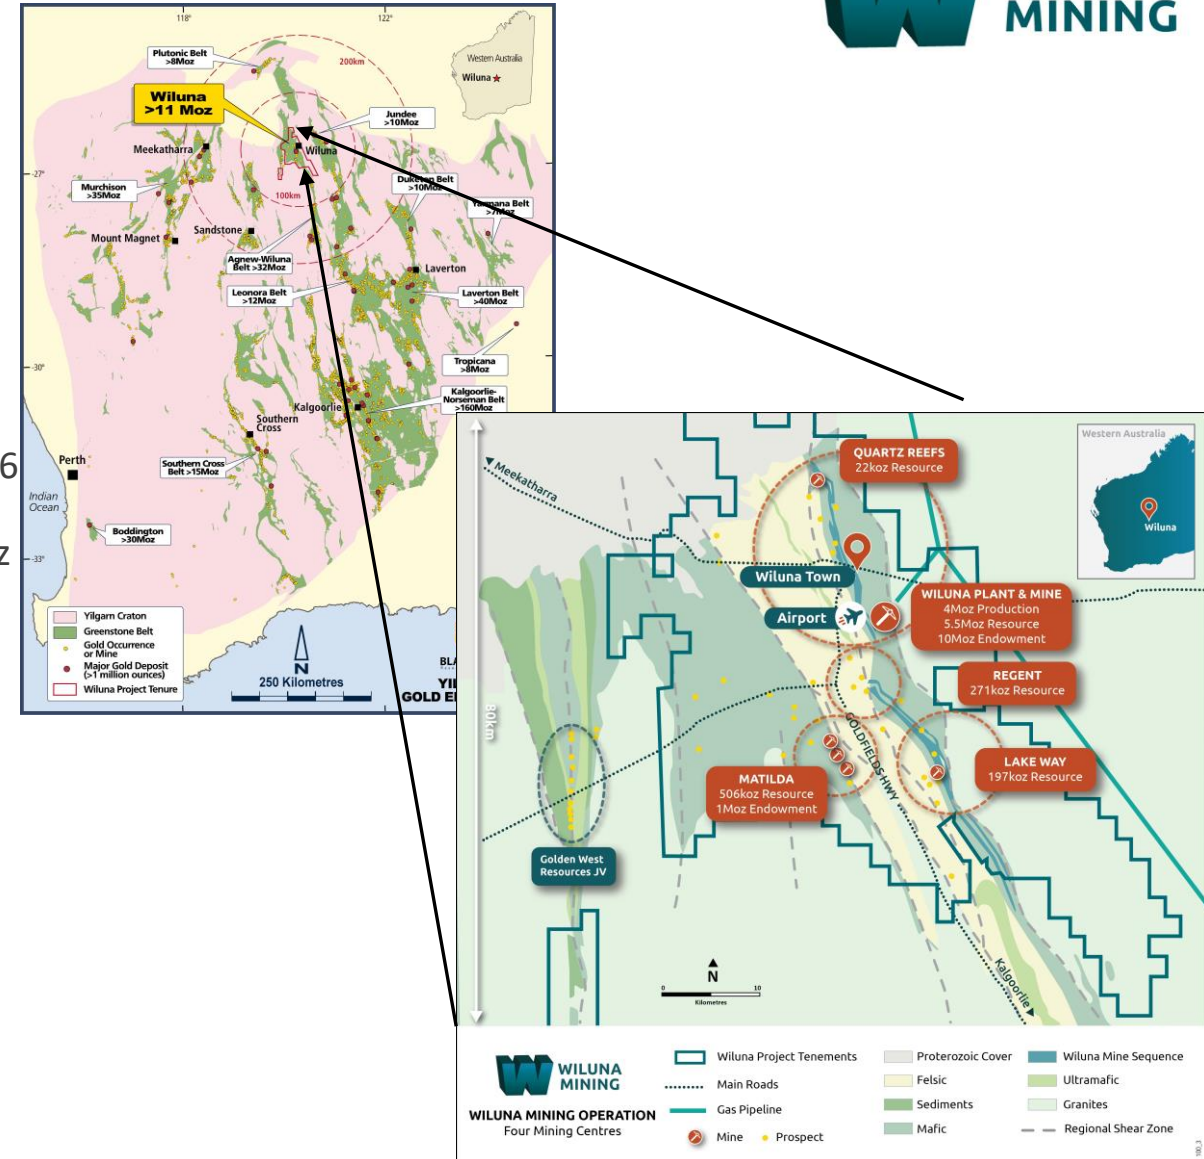 W MINING
118°
122°
Plutonic Belt
>8Moz
200km
Western Australia
Wiluna
Wiluna
>11 Moz
Jundee
>10Moz
Meekatharra
Wiluna
-27°
Murchison
>35Moz
100km
Duketon Belt
>10Moz
Yamana Belt
>7Moz
Mount Magnet
Sandstone
Agnew-Wiluna
Belt >32Moz
Laverton
Leonora Belt
>12Moz
Laverton Belt
>40Moz
-30°
Tropicana
>8Moz
Kalgoorlie-
Norseman Belt
>160Moz
Kalgoorlie
Southern
Cross
6
Perth
Southern Cross
Belt >15Moz
Indian
Ocean
Boddington
>30Moz
z
-33°
Yilgarn Craton
Greenstone Belt
Gold Occurrence
or Mine
Major Gold Deposit
(>1 million ounces)
Wiluna Project Tenure
N
250 Kilometres
BLA
YI
GOLD E
Meekatharra
QUARTZ REEFS
22koz Resource
Western Australia
Wiluna
Wiluna Town
Airport
WILUNA PLANT & MINE
4Moz Production
5.5Moz Resource
10Moz Endowment
REGENT
271koz Resource
80km
GOLDFIELDS HWY
LAKE WAY
197koz Resource
MATILDA
506koz Resource
1Moz Endowment
Golden West
Resources JV
Kalgoorlie
N
0 10
Kilometres
W WILUNA
MINING
WILUNA MINING OPERATION
Four Mining Centres
Wiluna Project Tenements
Main Roads
Gas Pipeline
Mine
Prospect
Proterozoic Cover
Felsic
Sediments
Mafic
Wiluna Mine Sequence
Ultramafic
Granites
Regional Shear Zone